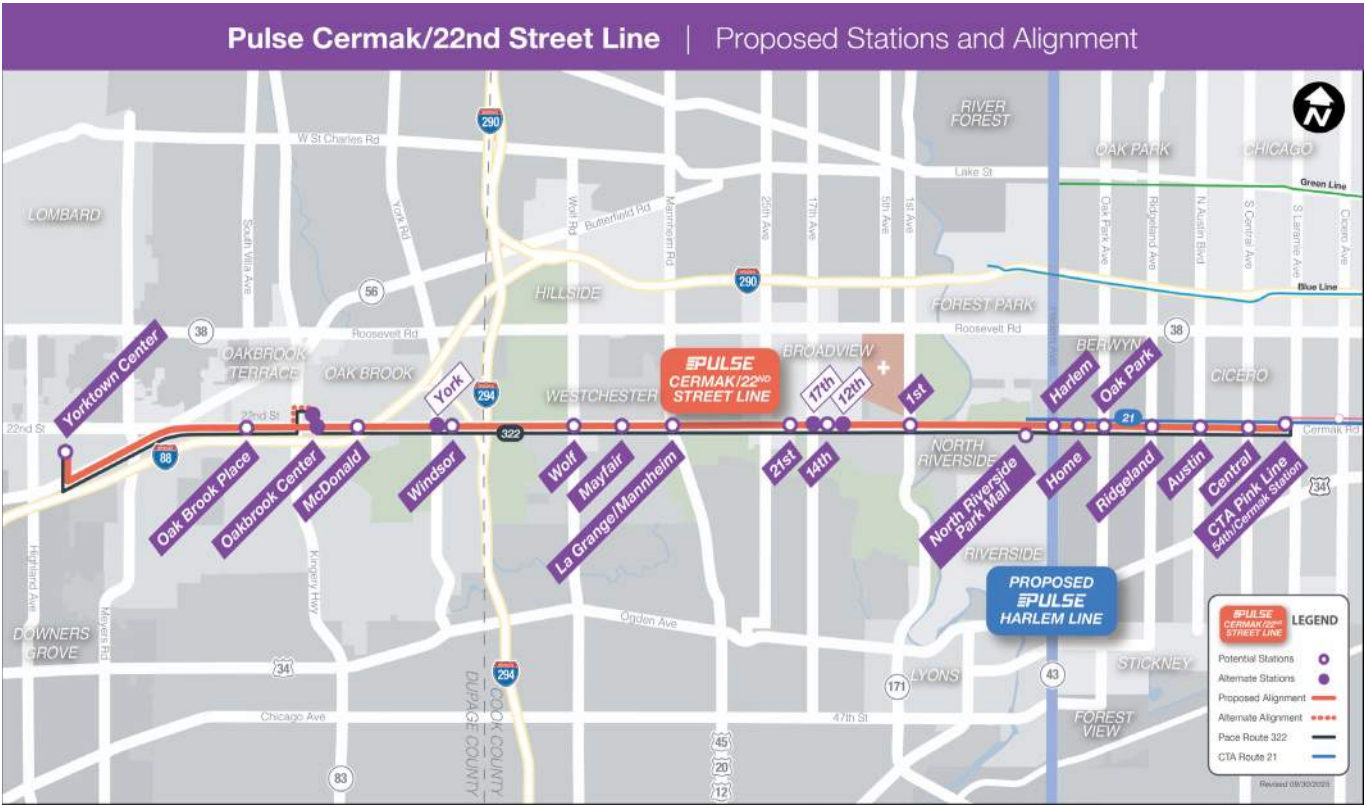 Pulse Cermak/22nd Street Line | Proposed Stations and Alignment
N
290
RIVER
FOREST
W St Charles Rd
OAK PARK
CHICAGO
Lake St
Green Line
LOMBARD
South Villa Ave
York Rd
Wolf Rd
Butterfield Rd
Mannheim Rd
25th Ave
17th Ave
5th Ave
1st Ave
Oak Park Ave
Ridgeland Ave
N Austin Blvd
S Central Ave
S Laramie Ave
Cicero Ave
56
HILLSIDE
290
Blue Line
FOREST PARK
Harlem Ave
38
Roosevelt Rd
Roosevelt Rd
38
OAKBROOK
TERRACE
OAK BROOK
294
WESTCHESTER
PULSE
CERMAK/22ND
STREET LINE
BROADVIEW
BERWYN
CICERO
Yorktown Center
York
17th
12th
1st
Harlem
Oak Park
22nd St
22nd St
88
322
21
Cermak Rd
Oak Brook Place
Oakbrook Center
McDonald
Windsor
Wolf
Mayfair
La Grange/Mannheim
21st
14th
NORTH
RIVERSIDE
North Riverside
Park Mall
Home
Ridgeland
Austin
Central
CTA Pink Line
54th/Cermak Station
34
RIVERSIDE
Highland Ave
Meyers Rd
Kingery Hwy
PROPOSED
PULSE
HARLEM LINE
Ogden Ave
DOWNERS
GROVE
34
294
LYONS
171
43
STICKNEY
Chicago Ave
47th St
FOREST
VIEW
DUPAGE COUNTY
COOK COUNTY
83
45
20
12
PULSE
CERMAK/22ND
STREET LINE
LEGEND
Potential Stations
Alternate Stations
Proposed Alignment
Alternate Alignment
Pace Route 322
CTA Route 21